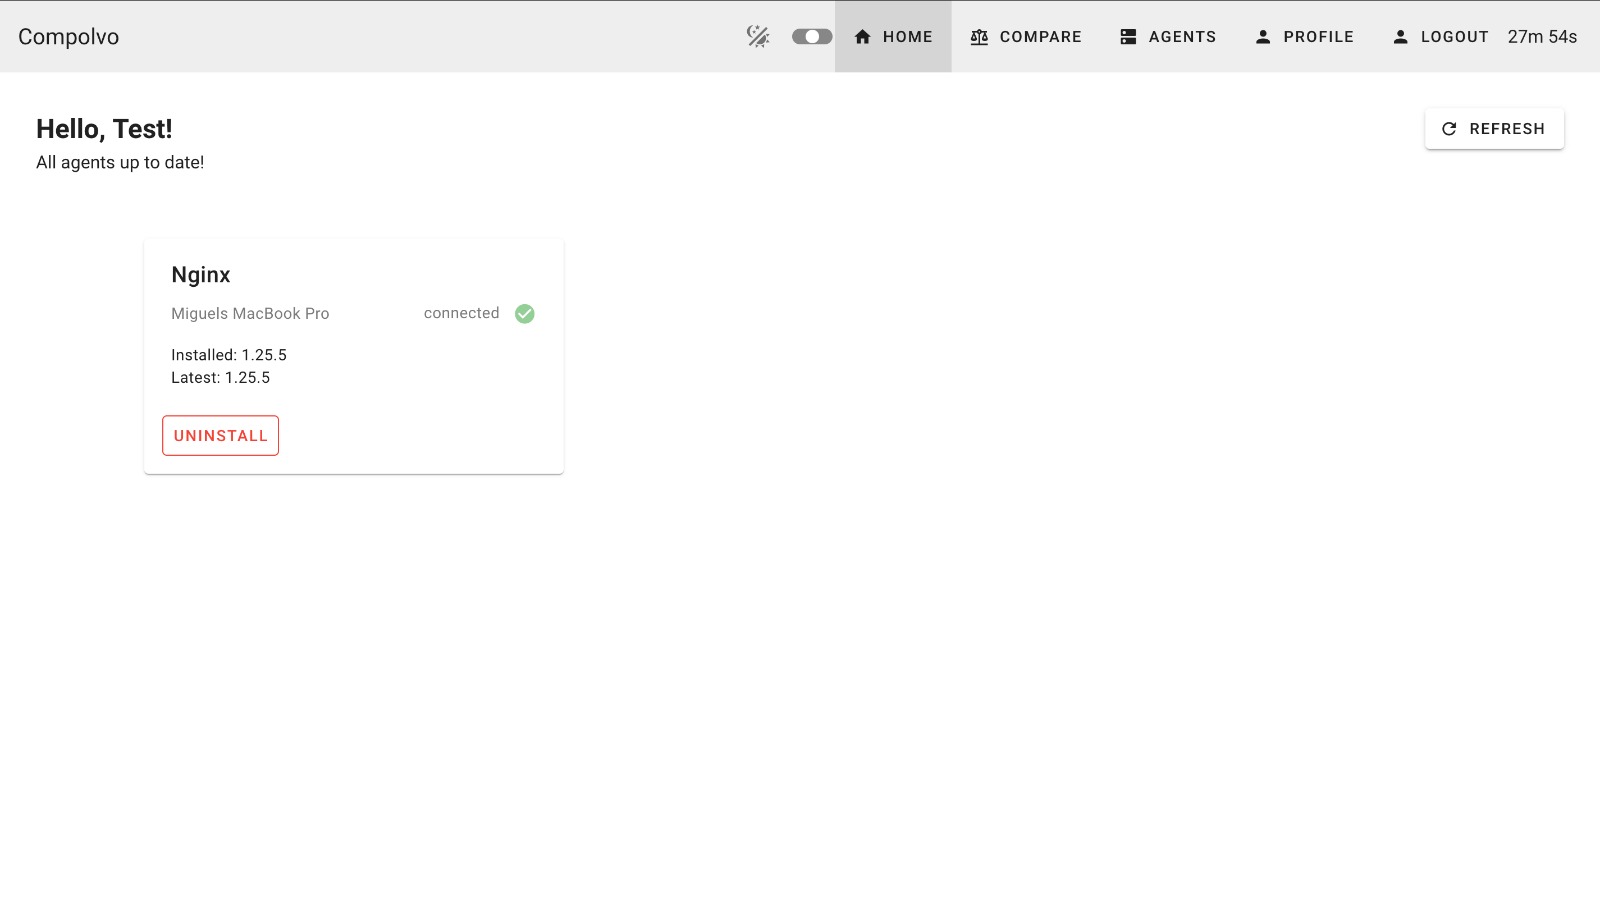 Compolvo
HOME
COMPARE
AGENTS
PROFILE
LOGOUT
27m 54s
Hello, Test!
All agents up to date!
REFRESH
Nginx
Miguels MacBook Pro
connected
Installed: 1.25.5
Latest: 1.25.5
UNINSTALL